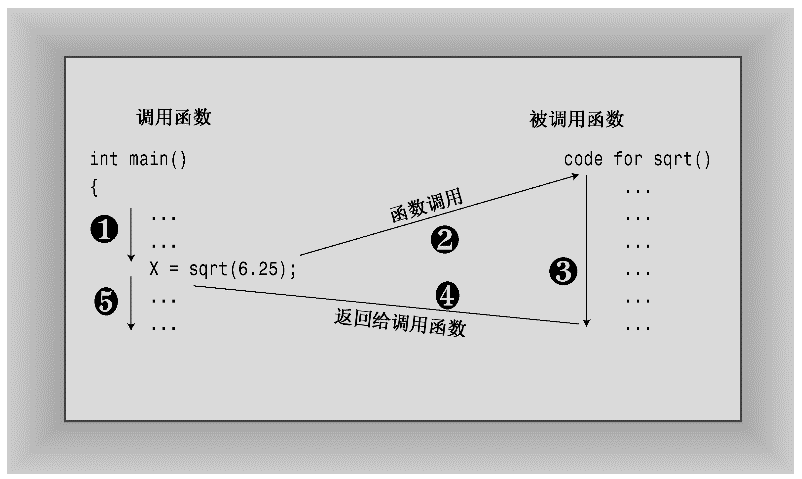 调用函数
被调用函数
int main()
{
code for sqrt()
...
❶
...
...
函数调用
...
❷
...
X = sqrt(6.25);
❸
...
❺
...
❹
...
...
返回给调用函数
...